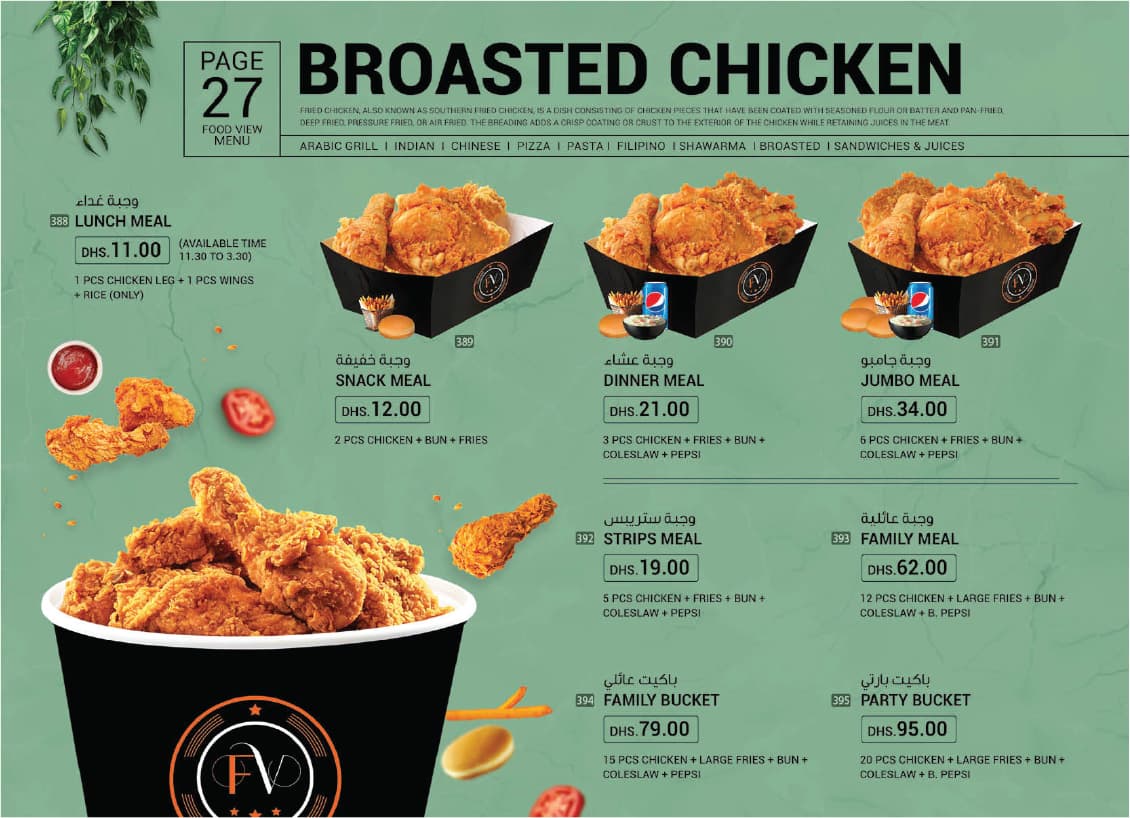 PAGE
27
FOOD VIEW
MENU
BROASTED CHICKEN
FRIED CHICKEN, ALSO KNOWN AS SOUTHERN FRIED CHICKEN, IS A DISH CONSISTING OF CHICKEN PIECES THAT HAVE BEEN COATED WITH SEASONED FLOUR OR BATTER AND PAN-FRIED,
DEEP FRIED, PRESSURE FRIED, OR AIR FRIED. THE BREADING ADDS A CRISP COATING OR CRUST TO THE EXTERIOR OF THE CHICKEN WHILE RETAINING JUICES IN THE MEAT.
ARABIC GRILL I INDIAN I CHINESE I PIZZA I PASTA I FILIPINO I SHAWARMA I BROASTED I SANDWICHES & JUICES
وجبة غداء
388 LUNCH MEAL
DHS.11.00 (AVAILABLE TIME
11.30 TO 3.30)
1 PCS CHICKEN LEG + 1 PCS WINGS
+ RICE (ONLY)
FV
389
وجبة خفيفة
SNACK MEAL
DHS.12.00
2 PCS CHICKEN + BUN + FRIES
FV
390
وجبة عشاء
DINNER MEAL
DHS.21.00
3 PCS CHICKEN + FRIES + BUN +
COLESLAW + PEPSI
FV
391
وجبة جامبو
JUMBO MEAL
DHS.34.00
6 PCS CHICKEN + FRIES + BUN +
COLESLAW + PEPSI
وجبة ستريبس
392 STRIPS MEAL
DHS.19.00
5 PCS CHICKEN + FRIES + BUN +
COLESLAW + PEPSI
وجبة عائلية
393 FAMILY MEAL
DHS.62.00
12 PCS CHICKEN + LARGE FRIES + BUN +
COLESLAW + B. PEPSI
باكيت عائلي
394 FAMILY BUCKET
DHS.79.00
15 PCS CHICKEN + LARGE FRIES + BUN +
COLESLAW + PEPSI
باكيت بارتي
395 PARTY BUCKET
DHS.95.00
20 PCS CHICKEN + LARGE FRIES + BUN +
COLESLAW + B. PEPSI
FV